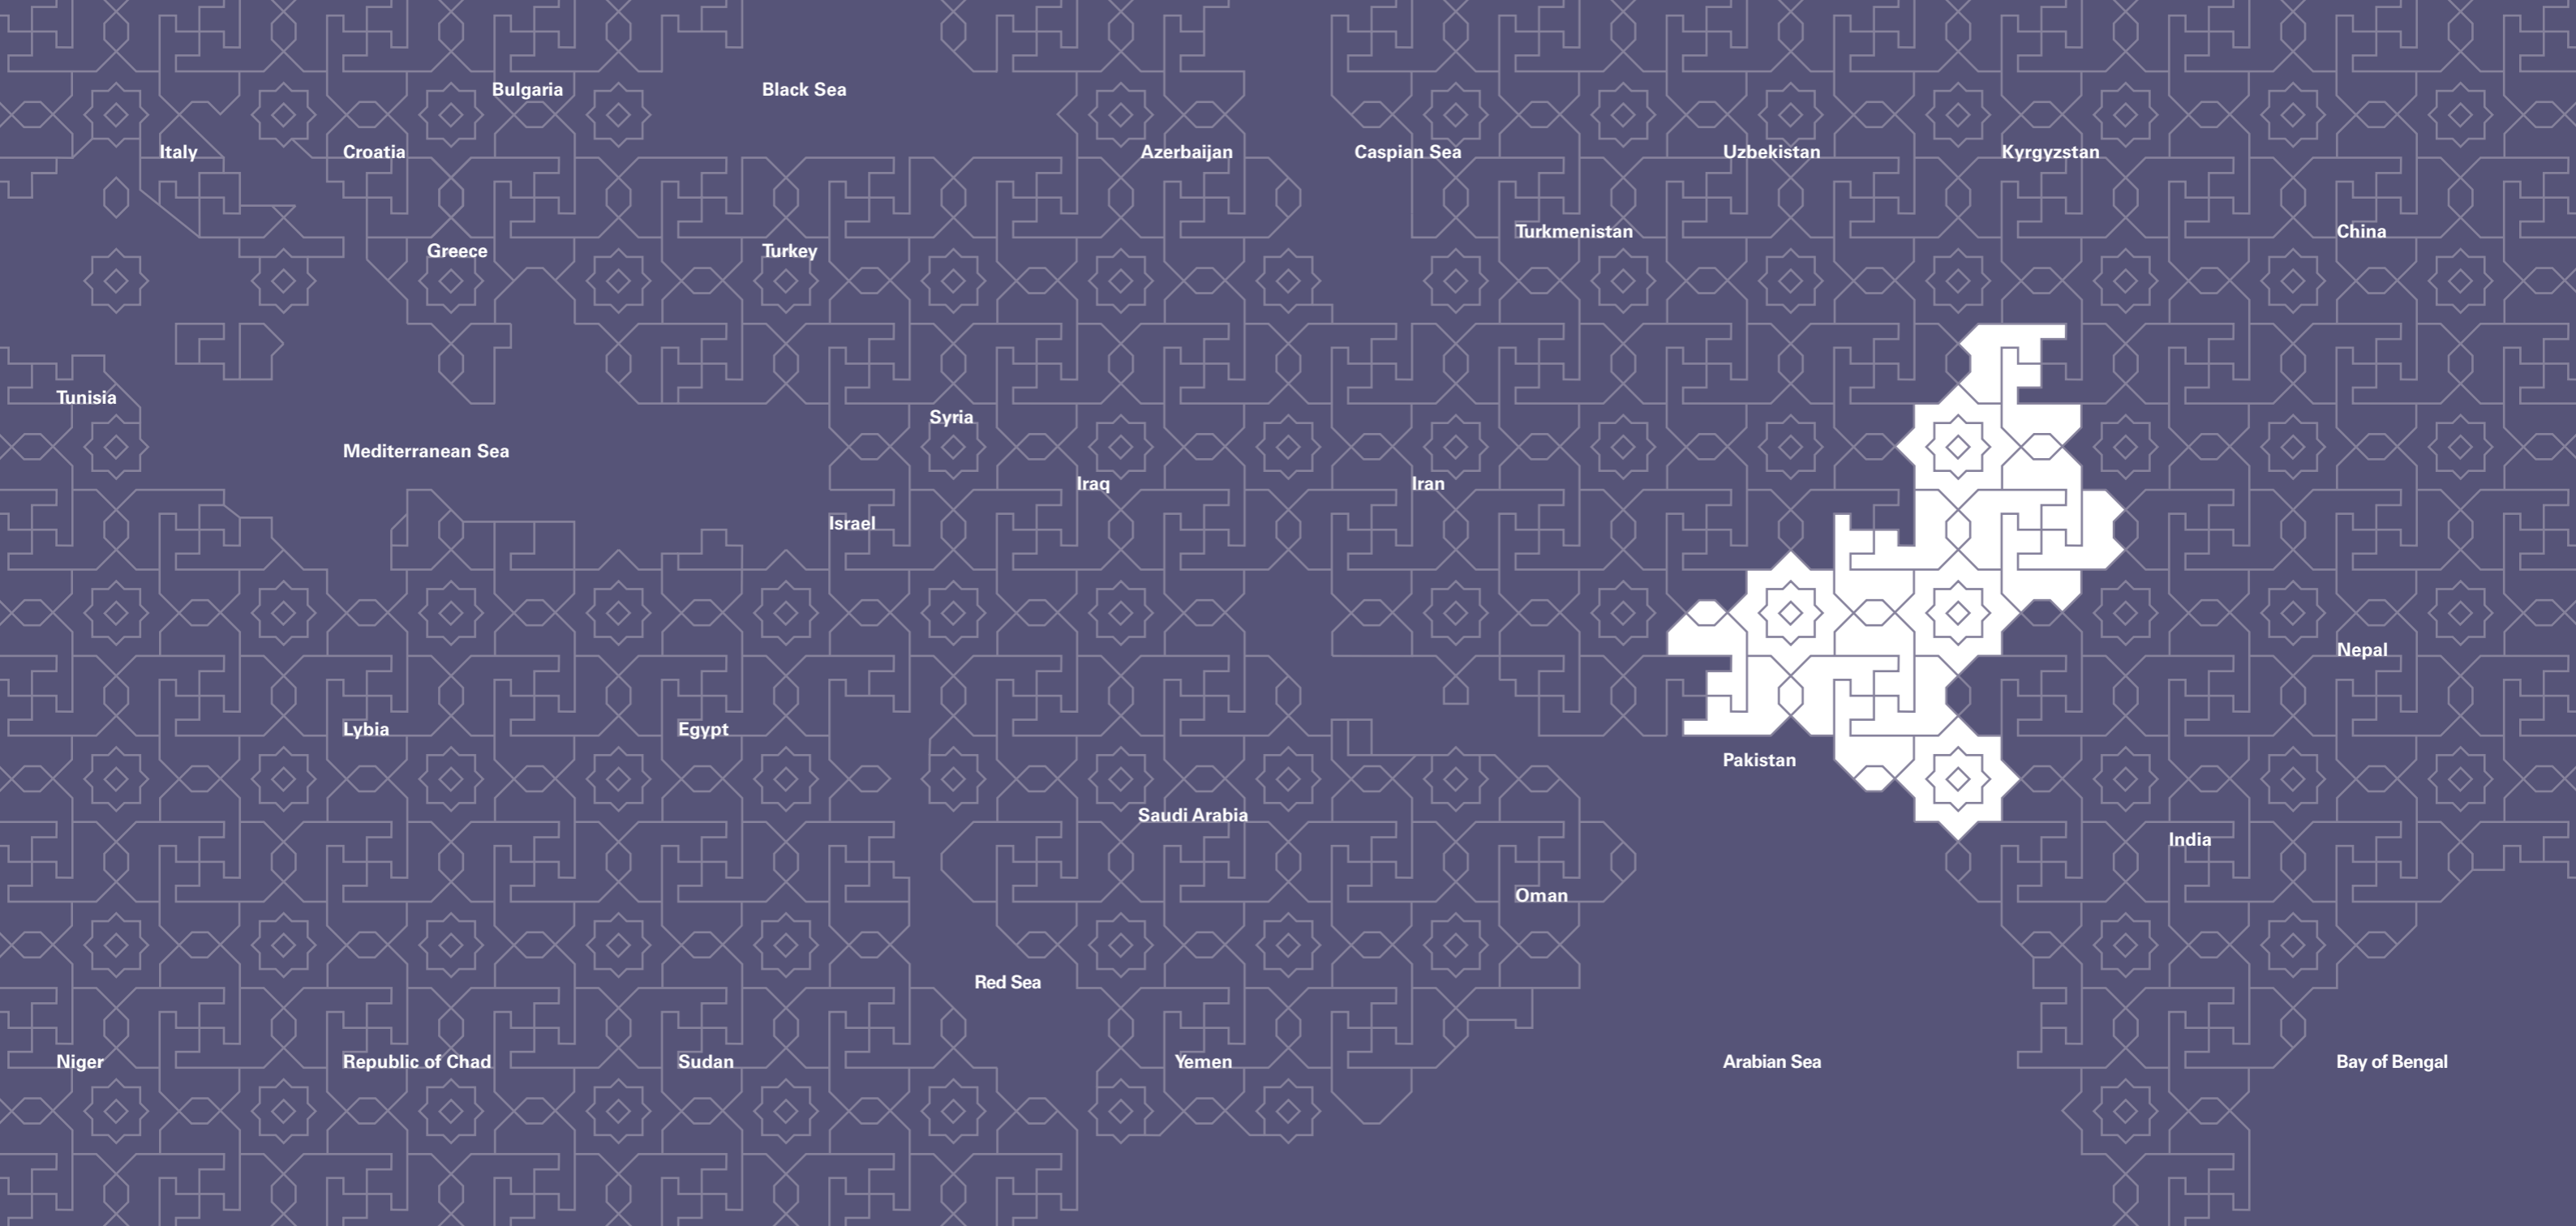 Bulgaria
Black Sea
Italy
Croatia
Azerbaijan
Caspian Sea
Uzbekistan
Kyrgyzstan
Turkmenistan
China
Greece
Turkey
Tunisia
Syria
Mediterranean Sea
Iraq
Iran
Israel
Nepal
Lybia
Egypt
Pakistan
Saudi Arabia
India
Oman
Red Sea
Niger
Republic of Chad
Sudan
Yemen
Arabian Sea
Bay of Bengal